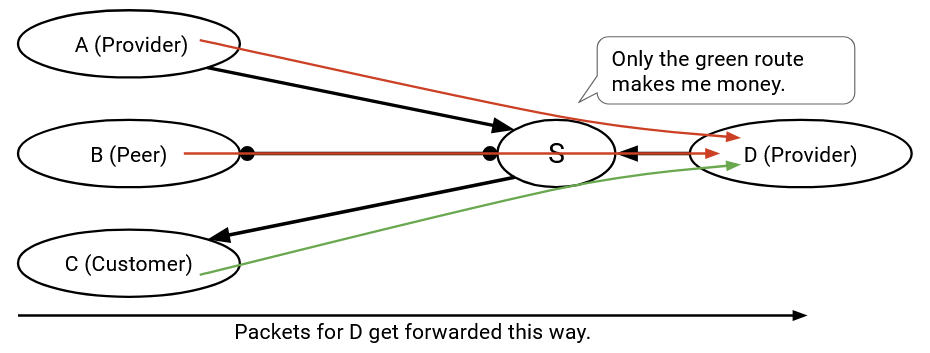 A (Provider)
Only the green route
makes me money.
B (Peer)
S
D (Provider)
C (Customer)
Packets for D get forwarded this way.